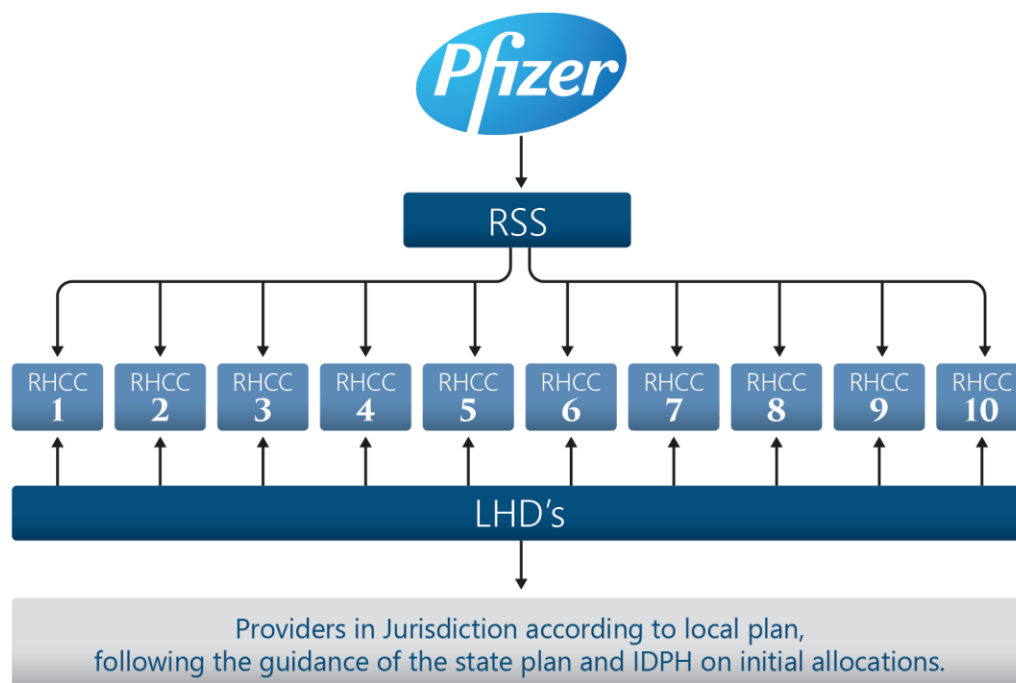 Pfizer
RSS
RHCC
1
RHCC
2
RHCC
3
RHCC
4
RHCC
5
RHCC
6
RHCC
7
RHCC
8
RHCC
9
RHCC
10
LHD’s
Providers in Jurisdiction according to local plan,
following the guidance of the state plan and IDPH on initial allocations.